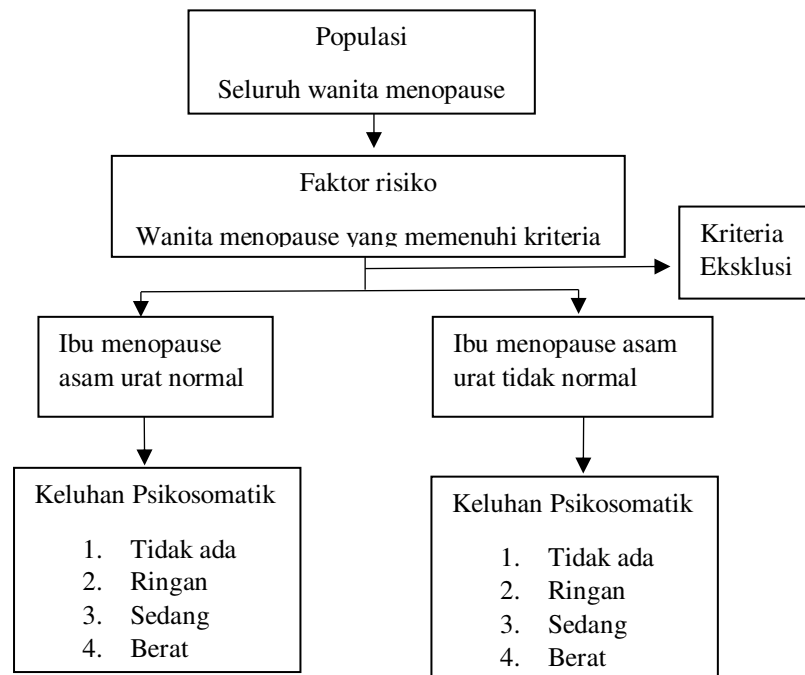 Populasi
Seluruh wanita menopause
Faktor risiko
Wanita menopause yang memenuhi kriteria
Kriteria
Eksklusi
Ibu menopause
asam urat normal
Ibu menopause asam
urat tidak normal
Keluhan Psikosomatik
1. Tidak ada
2. Ringan
3. Sedang
4. Berat
Keluhan Psikosomatik
1. Tidak ada
2. Ringan
3. Sedang
4. Berat